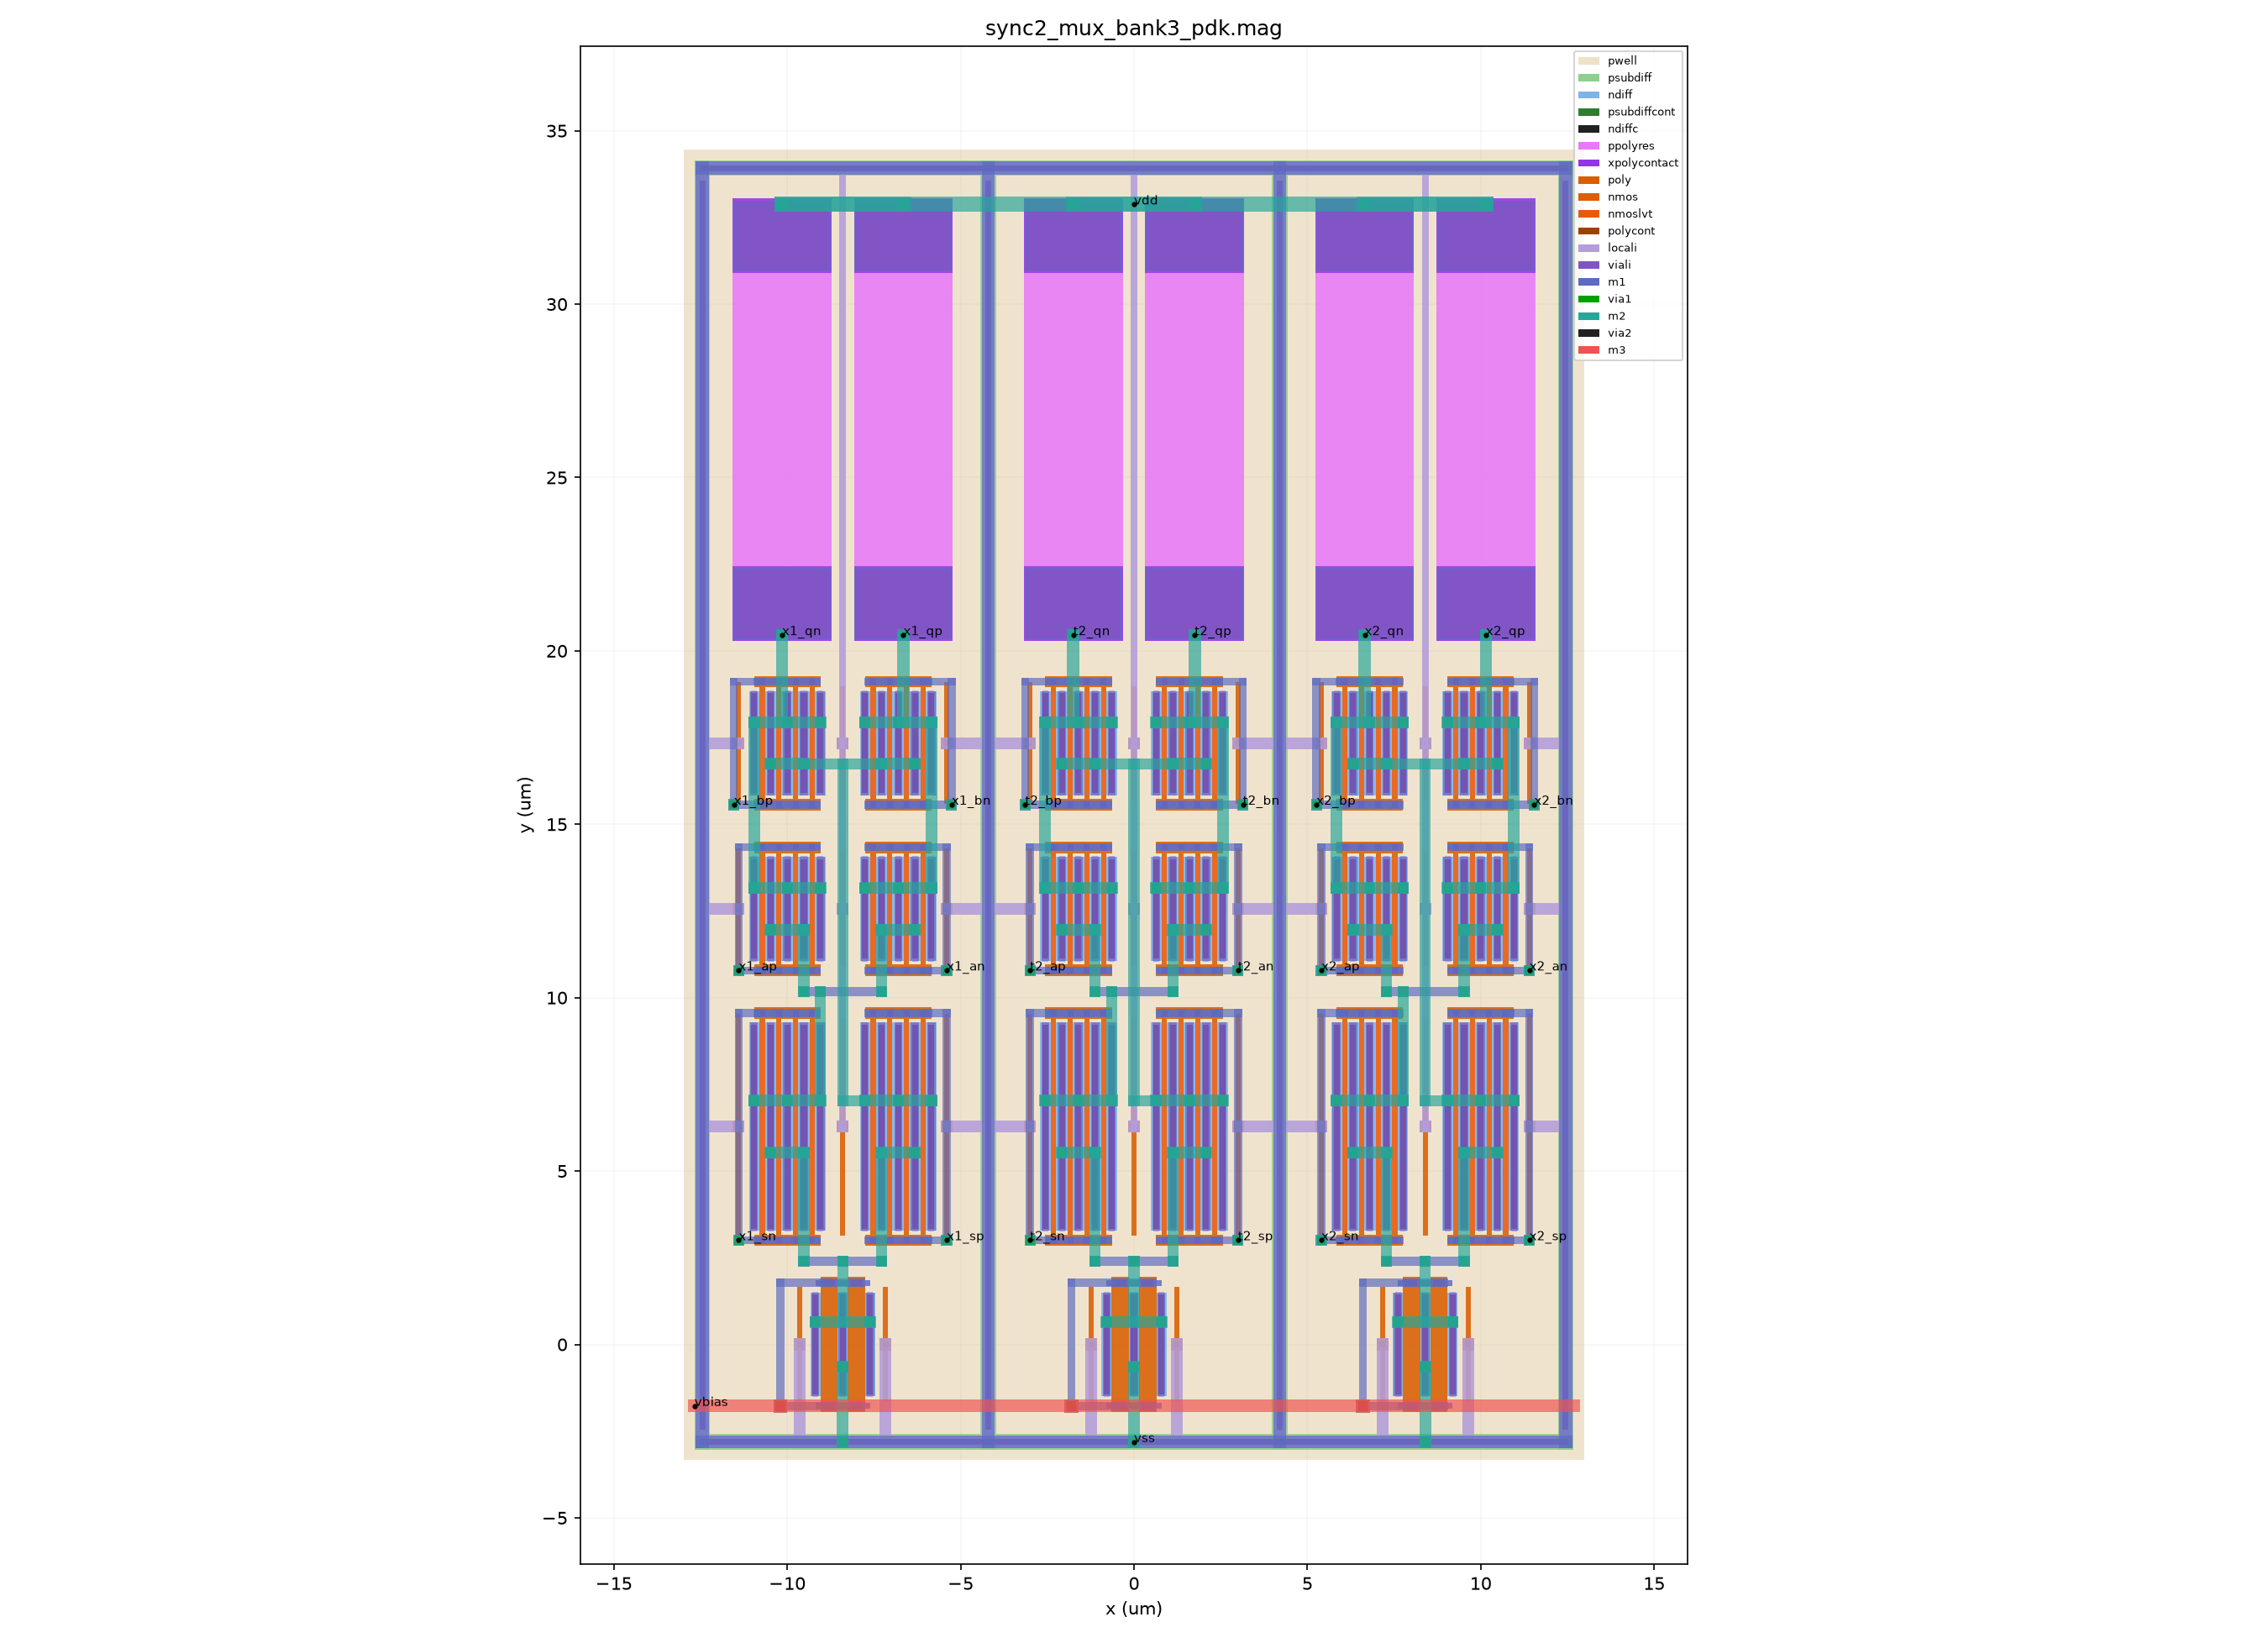 sync2_mux_bank3_pdk.mag
pwell
psubdiff
ndiff
psubdiffcont
ndiffc
ppolyres
xpolycontact
poly
nmos
nmoslvt
polycont
locali
viali
m1
via1
m2
via2
m3
35
30
25
20
15
10
5
0
−5
y (um)
vdd
x1_qn x1_qp t2_qn t2_qp x2_qn x2_qp
x1_bp x1_bn t2_bp t2_bn x2_bp x2_bn
x1_ap x1_an t2_ap t2_an x2_ap x2_an
x1_sn x1_sp t2_sn t2_sp x2_sn x2_sp
vbias
vss
−15 −10 −5 0 5 10 15
x (um)